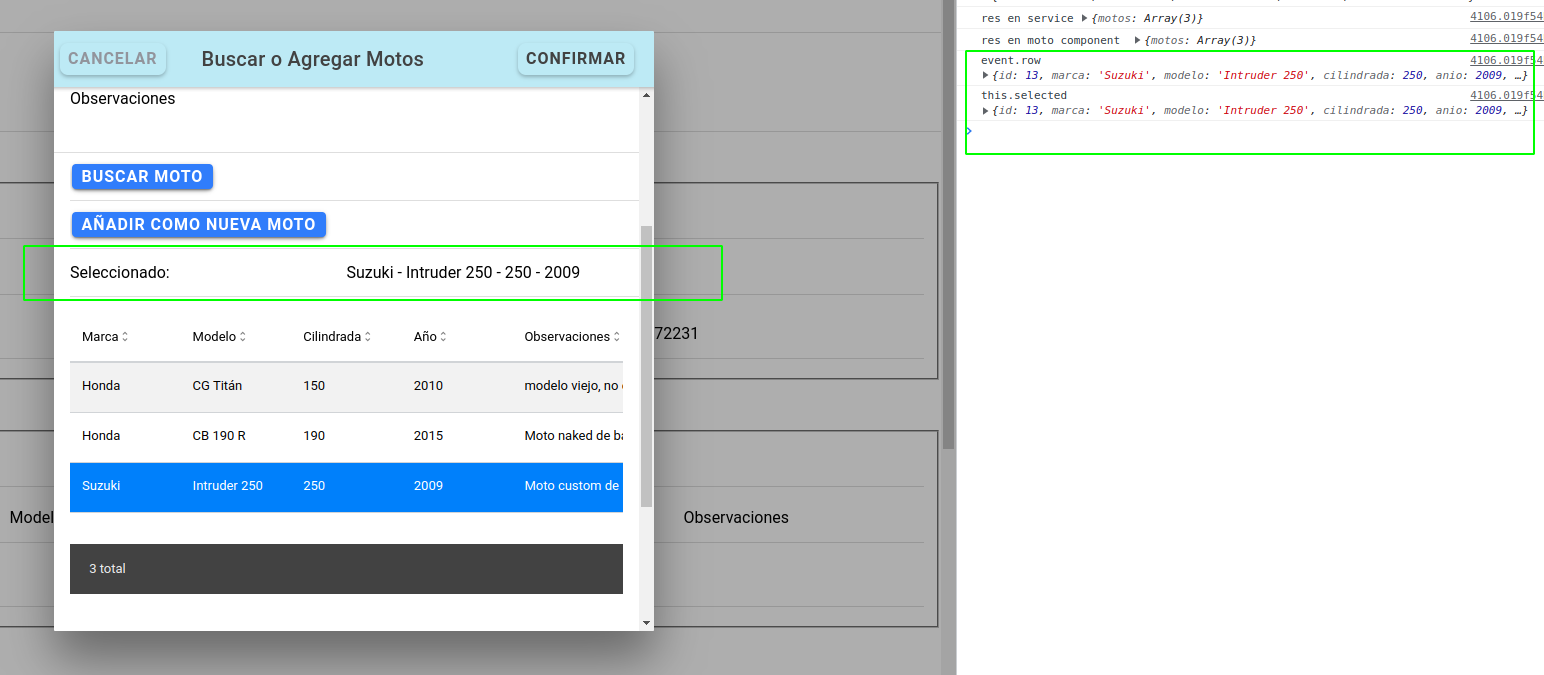 CANCELAR Buscar o Agregar Motos CONFIRMAR
Observaciones
BUSCAR MOTO
AÑADIR COMO NUEVA MOTO
Seleccionado: Suzuki - Intruder 250 - 250 - 2009
Marca Modelo Cilindrada Año Observaciones
72231
Honda CG Titán 150 2010 modelo viejo, no
Honda CB 190 R 190 2015 Moto naked de ba
Suzuki Intruder 250 250 2009 Moto custom de
Model Observaciones
3 total
res en service {motos: Array(3)} 4106.019f54
res en moto component {motos: Array(3)} 4106.019f54
event.row 4106.019f54
{id: 13, marca: 'Suzuki', modelo: 'Intruder 250', cilindrada: 250, anio: 2009, …}
this.selected 4106.019f54
{id: 13, marca: 'Suzuki', modelo: 'Intruder 250', cilindrada: 250, anio: 2009, …}